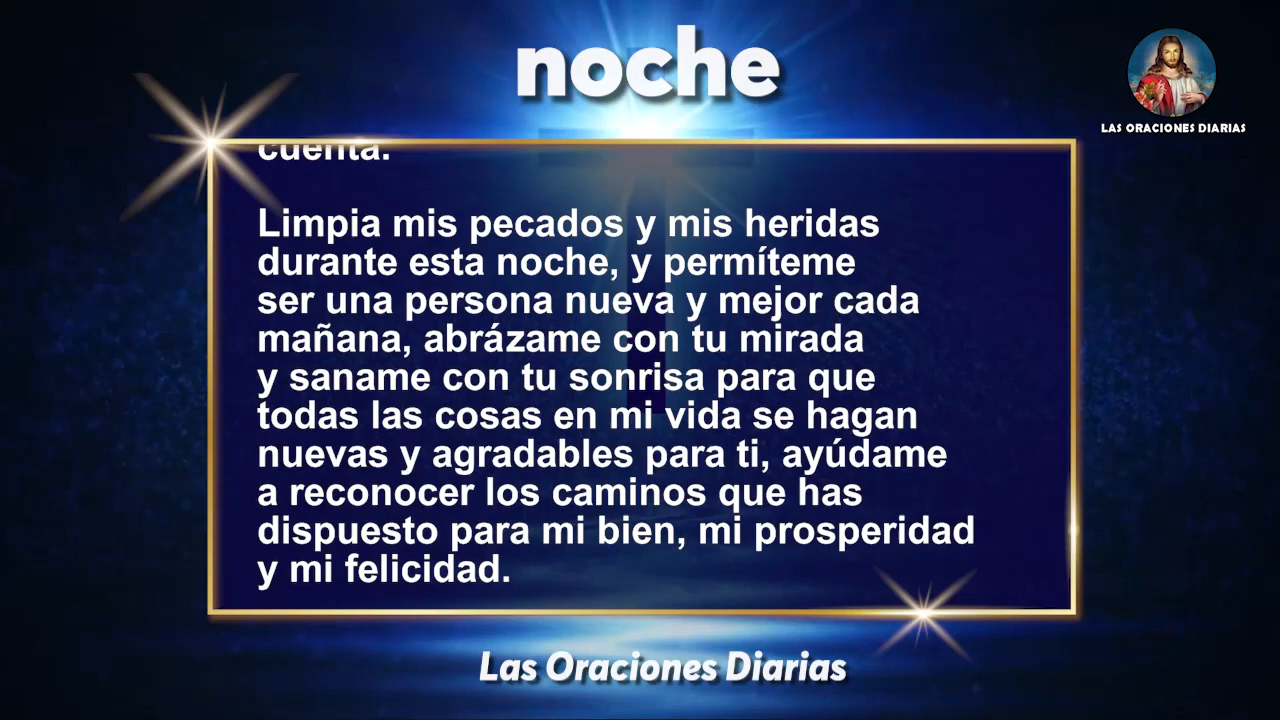 noche
LAS ORACIONES DIARIAS
cuenta.
Limpia mis pecados y mis heridas
durante esta noche, y permíteme
ser una persona nueva y mejor cada
mañana, abrázame con tu mirada
y saname con tu sonrisa para que
todas las cosas en mi vida se hagan
nuevas y agradables para ti, ayúdame
a reconocer los caminos que has
dispuesto para mi bien, mi prosperidad
y mi felicidad.
Las Oraciones Diarias